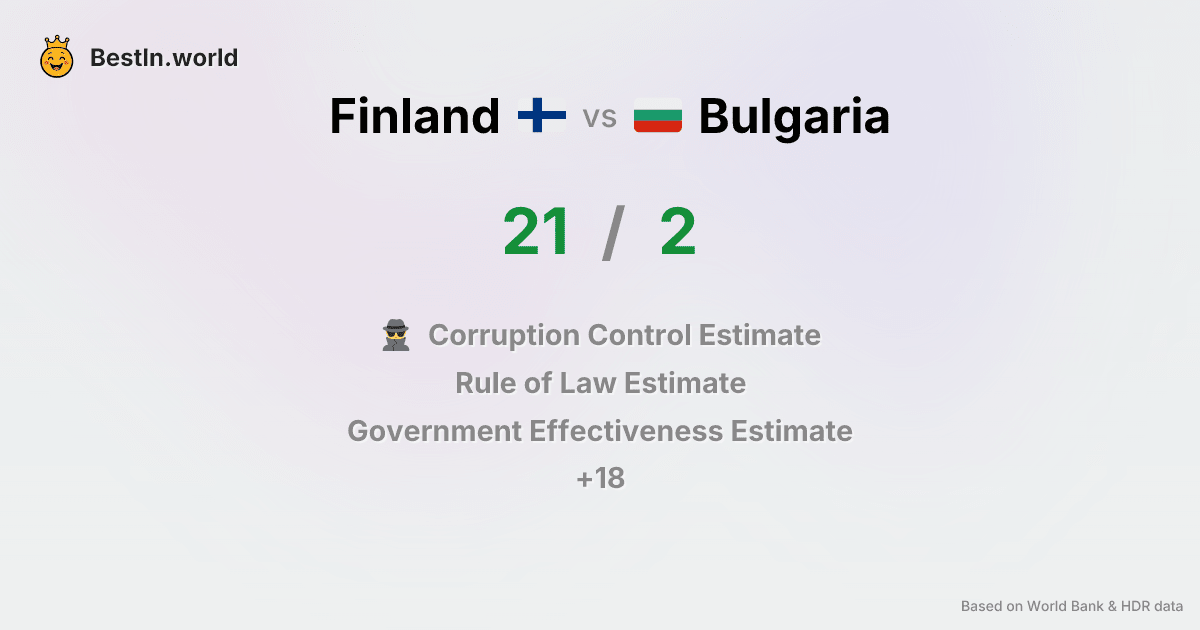 BestIn.world
Finland vs Bulgaria
21 / 2
Corruption Control Estimate
Rule of Law Estimate
Government Effectiveness Estimate
+18
Based on World Bank & HDR data